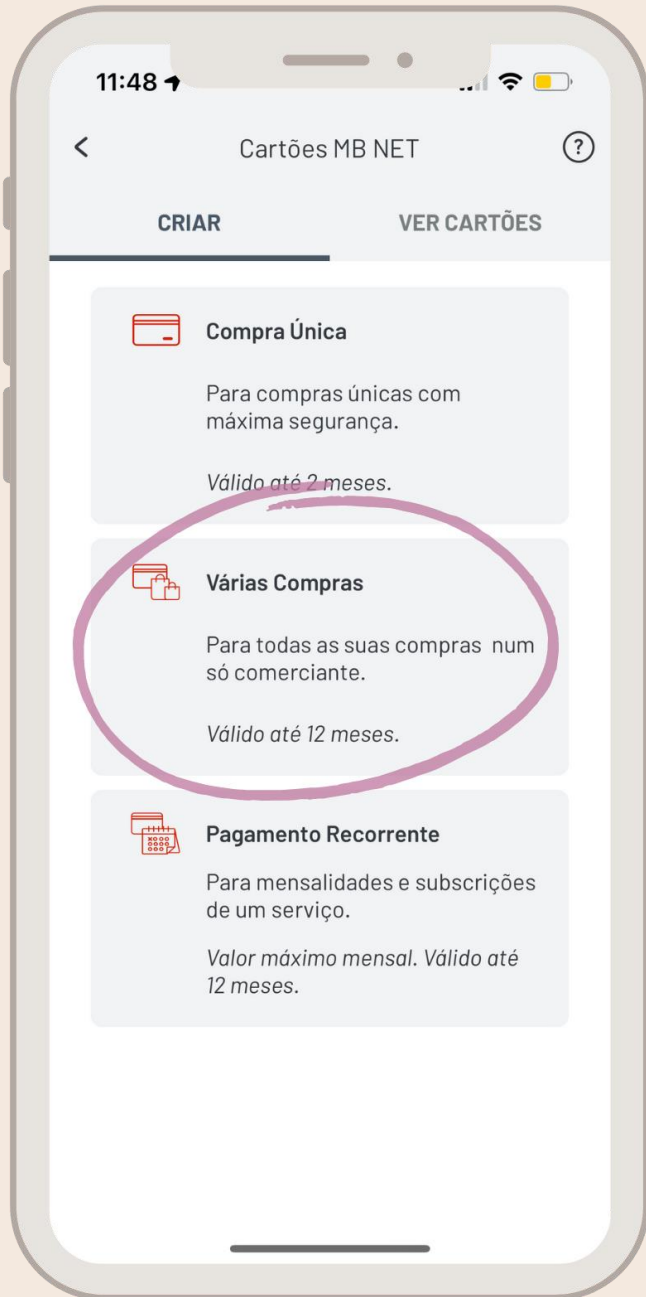 11:48
Cartões MB NET
?
CRIAR
VER CARTÕES
Compra Única
Para compras únicas com
máxima segurança.
Válido até 2 meses.
Várias Compras
Para todas as suas compras num
só comerciante.
Válido até 12 meses.
Pagamento Recorrente
Para mensalidades e subscrições
de um serviço.
Valor máximo mensal. Válido até
12 meses.